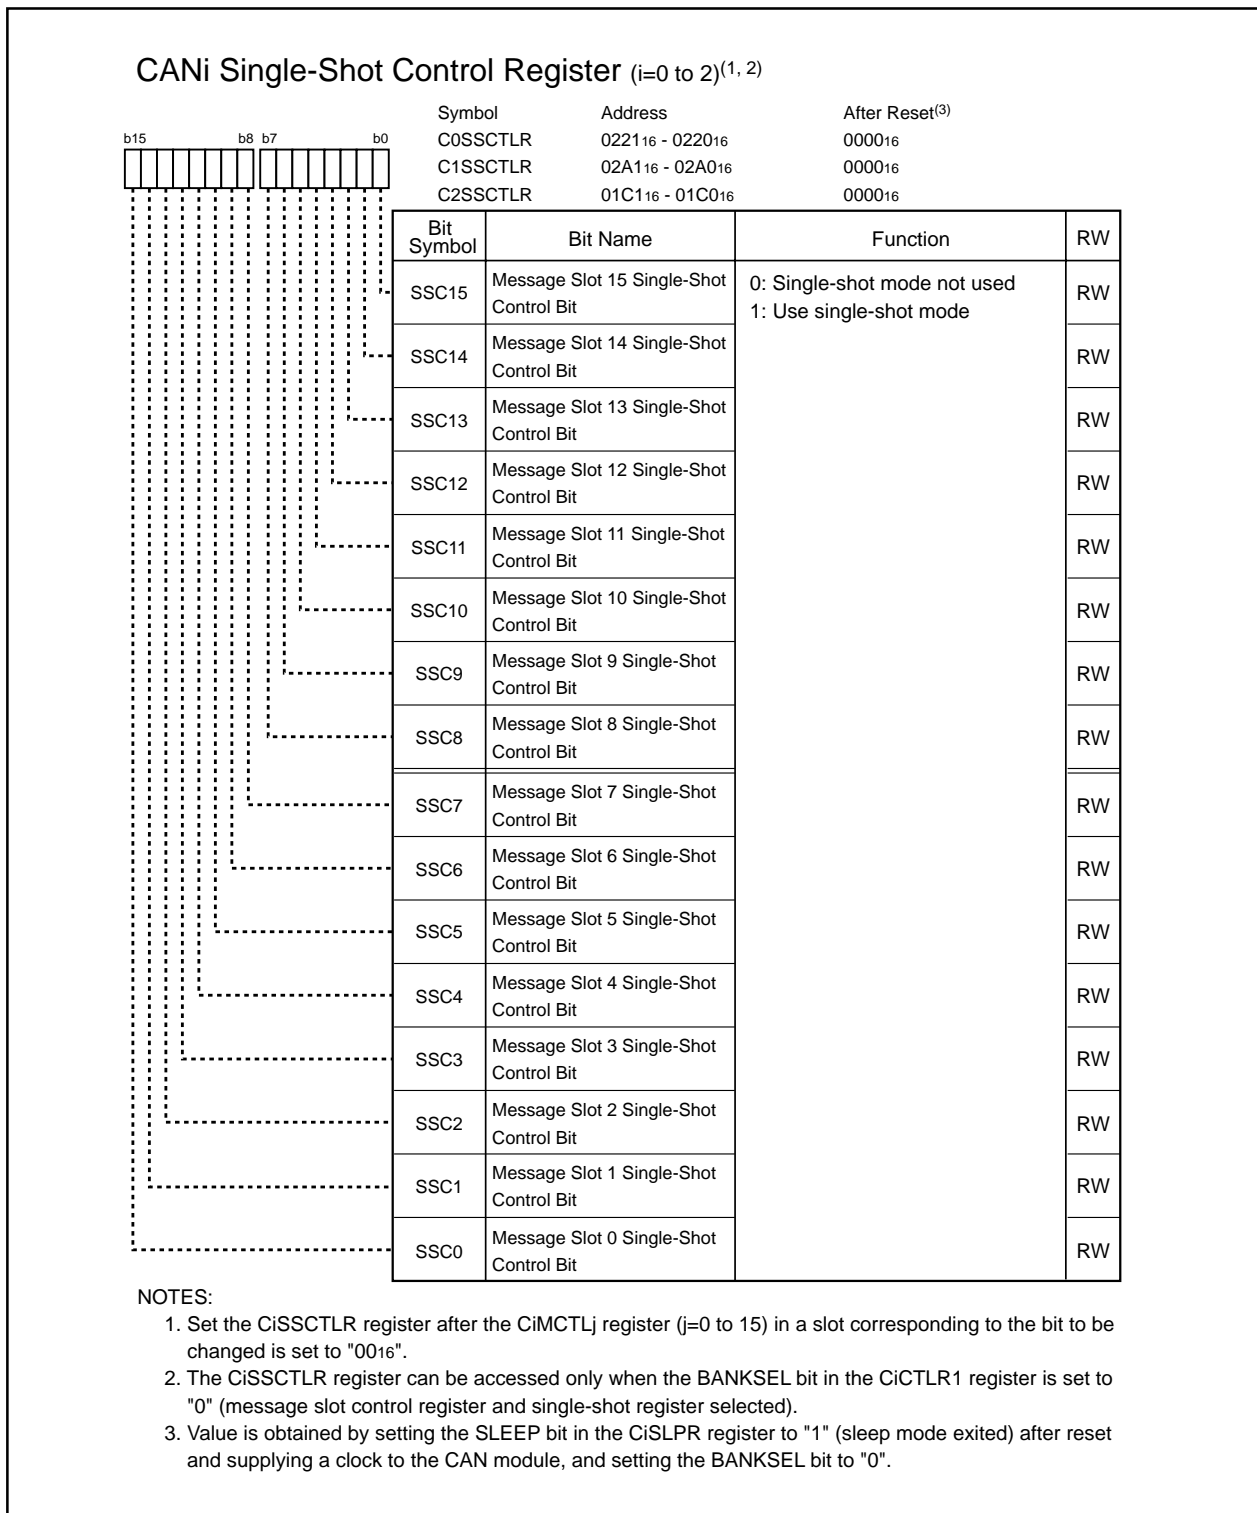 CANi Single-Shot Control Register (i=0 to 2)(1, 2)
Symbol Address After Reset(3)
b15 b8 b7 b0
C0SSCTLR 022116 - 022016 000016
C1SSCTLR 02A116 - 02A016 000016
C2SSCTLR 01C116 - 01C016 000016
Bit Symbol Bit Name Function RW
SSC15 Message Slot 15 Single-Shot Control Bit 0: Single-shot mode not used RW
1: Use single-shot mode
SSC14 Message Slot 14 Single-Shot Control Bit RW
SSC13 Message Slot 13 Single-Shot Control Bit RW
SSC12 Message Slot 12 Single-Shot Control Bit RW
SSC11 Message Slot 11 Single-Shot Control Bit RW
SSC10 Message Slot 10 Single-Shot Control Bit RW
SSC9 Message Slot 9 Single-Shot Control Bit RW
SSC8 Message Slot 8 Single-Shot Control Bit RW
SSC7 Message Slot 7 Single-Shot Control Bit RW
SSC6 Message Slot 6 Single-Shot Control Bit RW
SSC5 Message Slot 5 Single-Shot Control Bit RW
SSC4 Message Slot 4 Single-Shot Control Bit RW
SSC3 Message Slot 3 Single-Shot Control Bit RW
SSC2 Message Slot 2 Single-Shot Control Bit RW
SSC1 Message Slot 1 Single-Shot Control Bit RW
SSC0 Message Slot 0 Single-Shot Control Bit RW
NOTES:
1. Set the CiSSCTLR register after the CiMCTLj register (j=0 to 15) in a slot corresponding to the bit to be
changed is set to "0016".
2. The CiSSCTLR register can be accessed only when the BANKSEL bit in the CiCTLR1 register is set to
"0" (message slot control register and single-shot register selected).
3. Value is obtained by setting the SLEEP bit in the CiSLPR register to "1" (sleep mode exited) after reset
and supplying a clock to the CAN module, and setting the BANKSEL bit to "0".